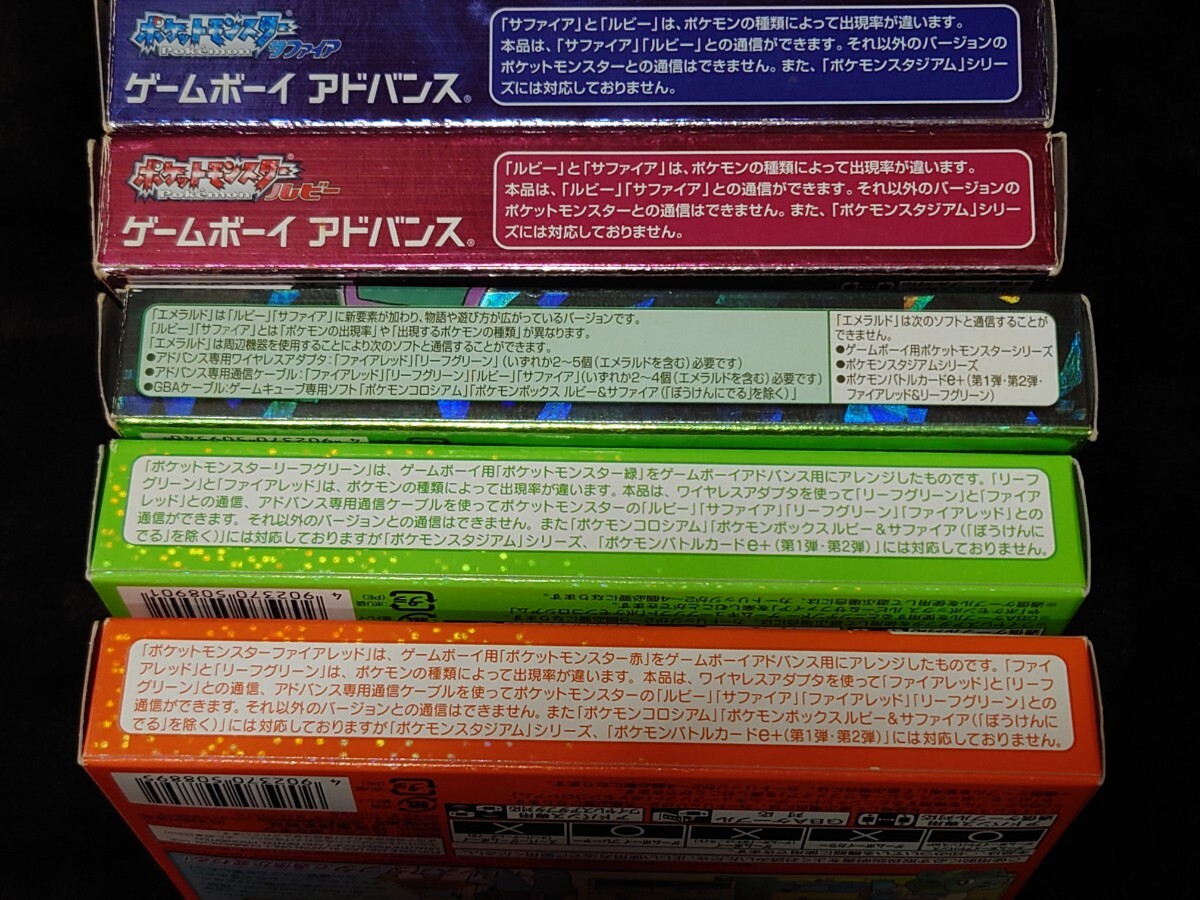 ポケットモンスター
Pokémon
サファイア
ゲームボーイ アドバンス®
「サファイア」と「ルビー」は、ポケモンの種類によって出現率が違います。
本品は、「サファイア」「ルビー」との通信ができます。それ以外のバージョンの
ポケットモンスターとの通信はできません。また、「ポケモンスタジアム」シリー
ズには対応しておりません。
ポケットモンスター
Pokémon
ルビー
ゲームボーイ アドバンス®
「ルビー」と「サファイア」は、ポケモンの種類によって出現率が違います。
本品は、「ルビー」「サファイア」との通信ができます。それ以外のバージョンの
ポケットモンスターとの通信はできません。また、「ポケモンスタジアム」シリー
ズには対応しておりません。
「エメラルド」は「ルビー」「サファイア」に新要素が加わり、物語や遊び方が広がっているバージョンです。
「ルビー」「サファイア」とは「ポケモンの出現率」や「出現するポケモンの種類」が異なります。
「エメラルド」は周辺機器を使用することにより次のソフトと通信することができます。
●アドバンス専用ワイヤレスアダプタ:「ファイアレッド」「リーフグリーン」(いずれか2〜5個(エメラルドを含む)必要です)
●アドバンス専用通信ケーブル:「ファイアレッド」「リーフグリーン」「ルビー」「サファイア」(いずれか2〜4個(エメラルドを含む)必要です)
●GBAケーブル:ゲームキューブ専用ソフト「ポケモンコロシアム」「ポケモンボックス ルビー&サファイア(「ぼうけんにでる」を除く)」
「エメラルド」は次のソフトと通信することが
できません。
●ゲームボーイ用ポケットモンスターシリーズ
●ポケモンスタジアムシリーズ
●ポケモンバトルカードe+(第1弾・第2弾・
ファイアレッド&リーフグリーン)
4 902370 509540
「ポケットモンスターリーフグリーン」は、ゲームボーイ用「ポケットモンスター緑」をゲームボーイアドバンス用にアレンジしたものです。「リーフ
グリーン」と「ファイアレッド」は、ポケモンの種類によって出現率が違います。本品は、ワイヤレスアダプタを使って「リーフグリーン」と「ファイア
レッド」との通信、アドバンス専用通信ケーブルを使ってポケットモンスターの「ルビー」「サファイア」「リーフグリーン」「ファイアレッド」との
通信ができます。それ以外のバージョンとの通信はできません。また「ポケモンコロシアム」「ポケモンボックスルビー&サファイア(「ぼうけんに
でる」を除く)」には対応しておりますが「ポケモンスタジアム」シリーズ、「ポケモンバトルカードe+(第1弾・第2弾)」には対応しておりません。
4 902370 508901
「ポケットモンスターファイアレッド」は、ゲームボーイ用「ポケットモンスター赤」をゲームボーイアドバンス用にアレンジしたものです。「ファイ
アレッド」と「リーフグリーン」は、ポケモンの種類によって出現率が違います。本品は、ワイヤレスアダプタを使って「ファイアレッド」と「リーフ
グリーン」との通信、アドバンス専用通信ケーブルを使ってポケットモンスターの「ルビー」「サファイア」「ファイアレッド」「リーフグリーン」との
通信ができます。それ以外のバージョンとの通信はできません。また「ポケモンコロシアム」「ポケモンボックスルビー&サファイア(「ぼうけんに
でる」を除く)」には対応しておりますが「ポケモンスタジアム」シリーズ、「ポケモンバトルカードe+(第1弾・第2弾)」には対応しておりません。
4 902370 508895
GBAケーブル
対応